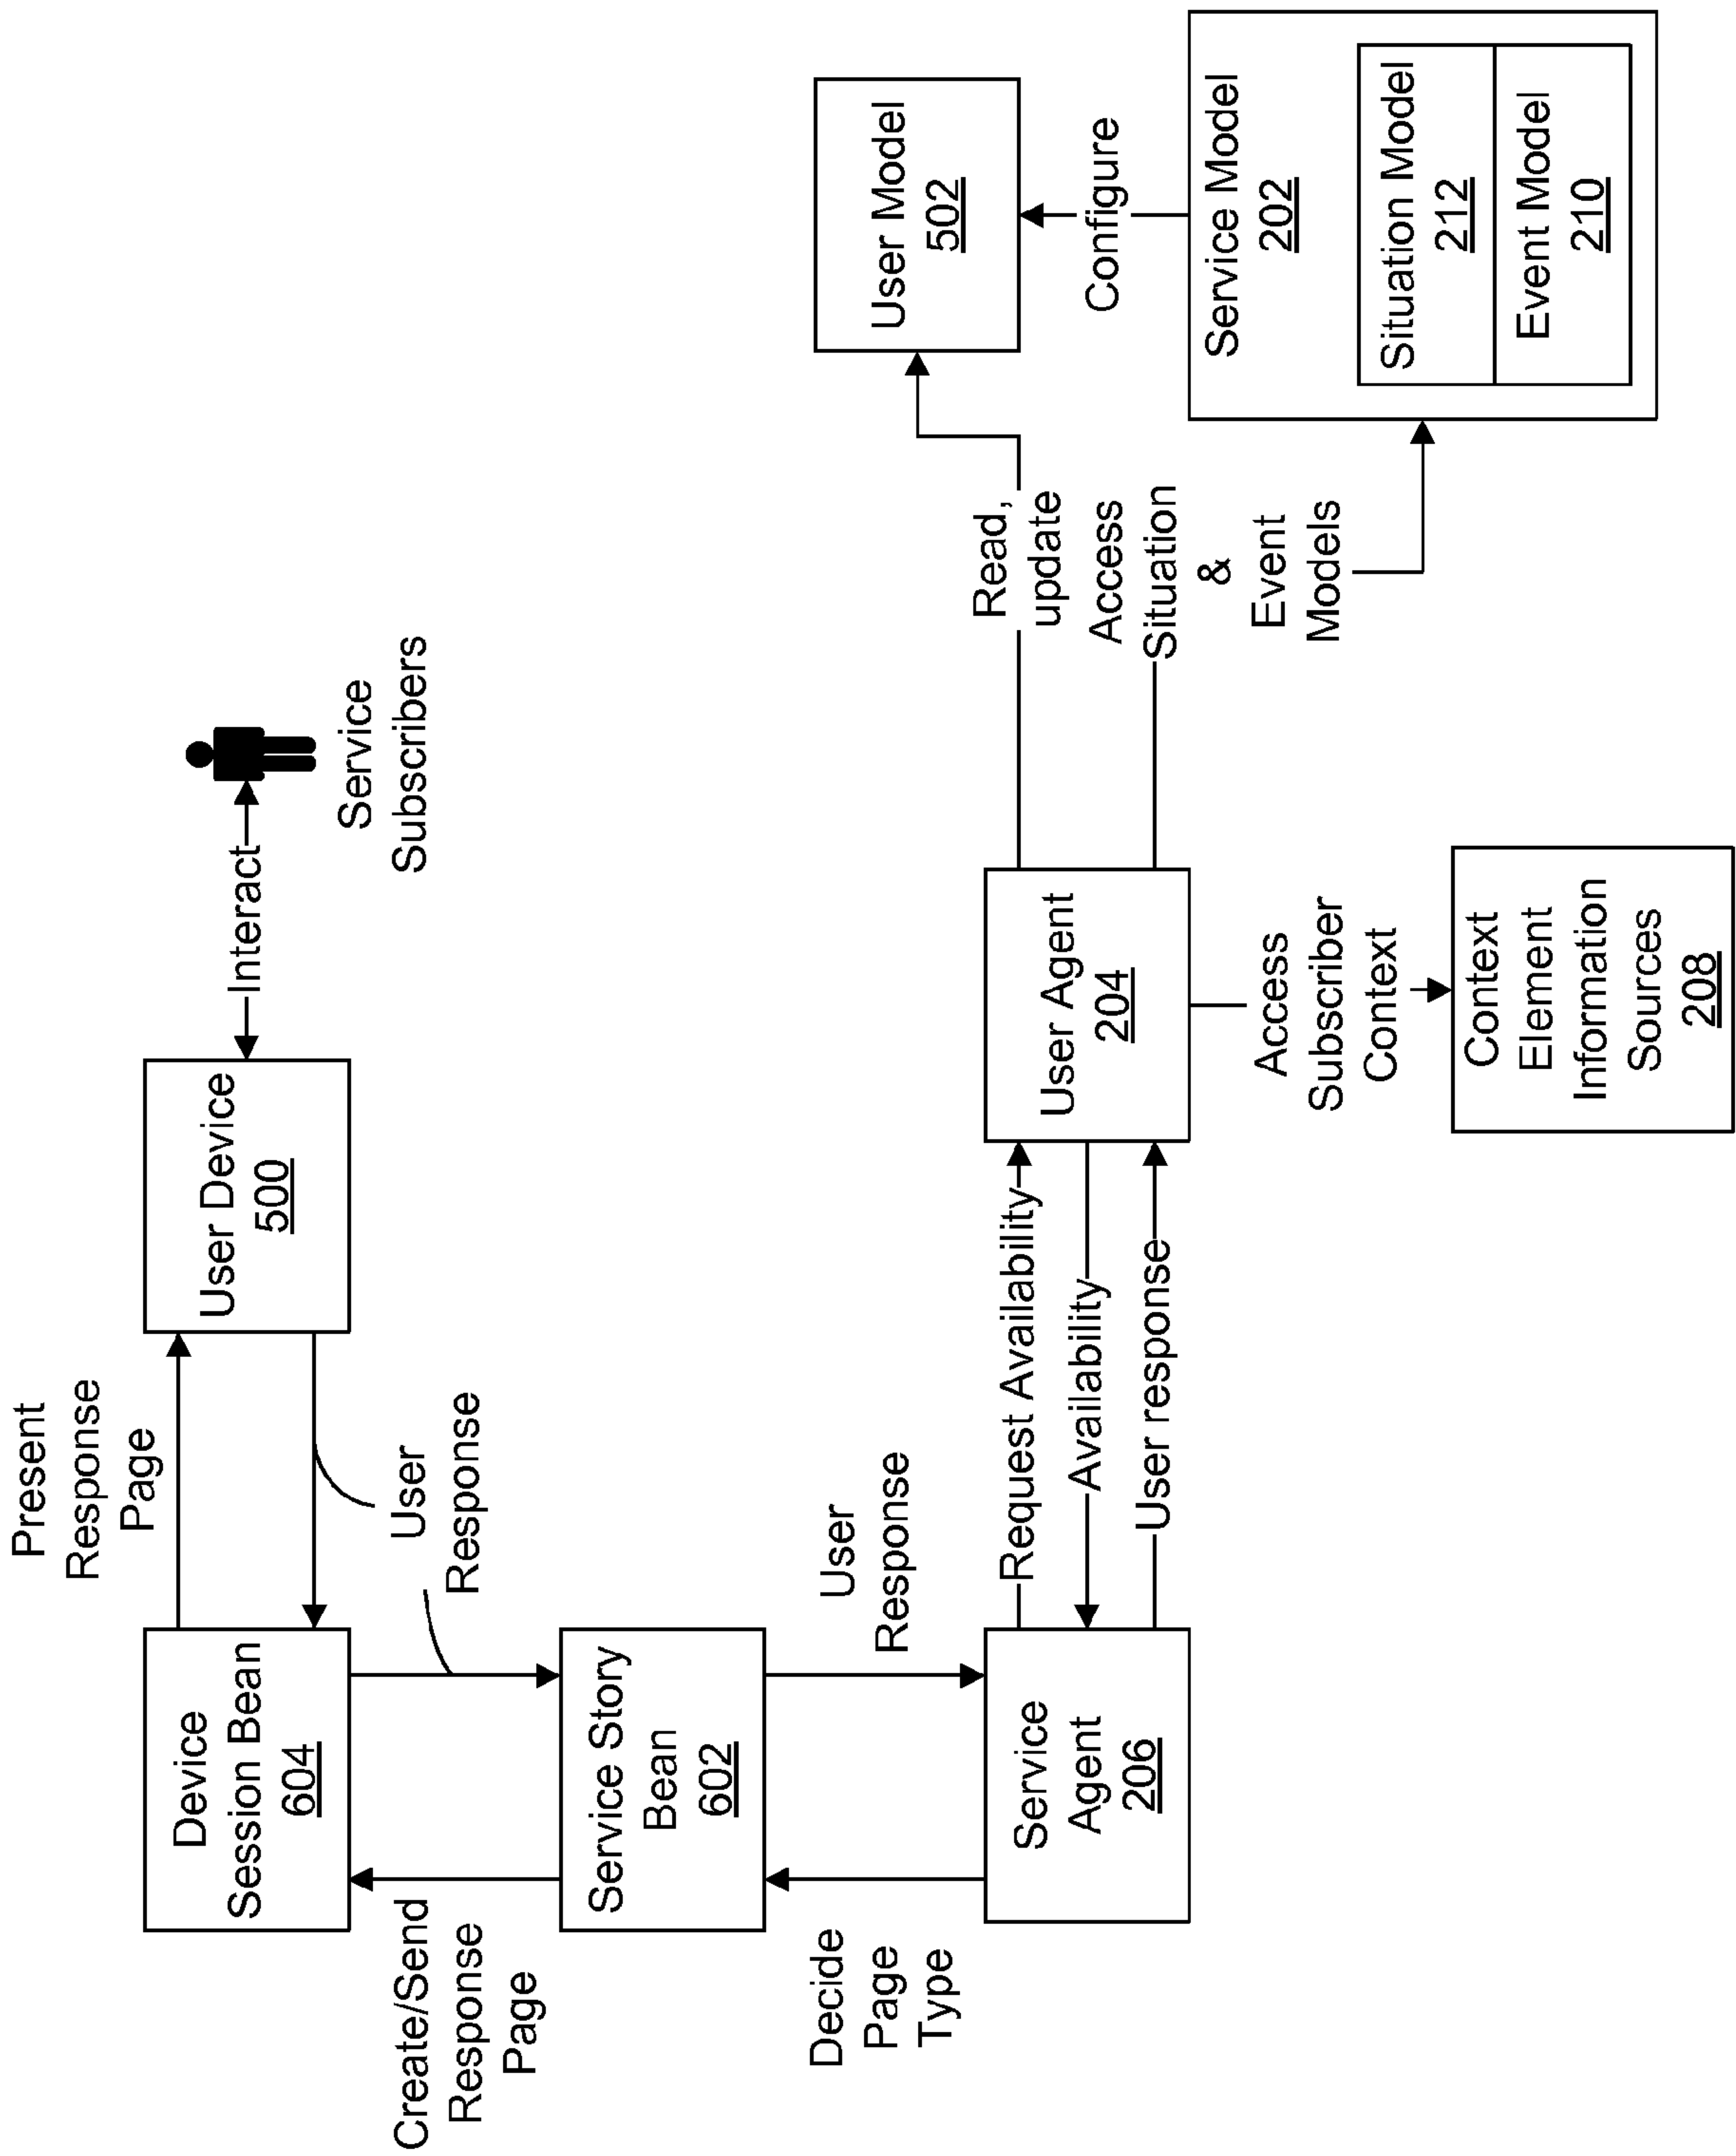 Present
Response
Page
Device
Session Bean
604
User Device
500
Interact
Service
Subscribers
Create/Send
Response
Page
User
Response
Service Story
Bean
602
Decide
Page
Type
User
Response
Service
Agent
206
Request Availability
Availability
User response
User Agent
204
Read,
update
Access
Situation
&
Event
Models
User Model
502
Configure
Service Model
202
Situation Model
212
Event Model
210
Access
Subscriber
Context
Context
Element
Information
Sources
208